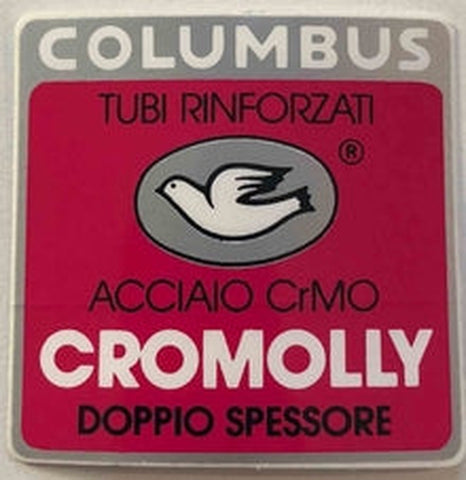 COLUMBUS
TUBI RINFORZATI
®
ACCIAIO CrMO
CROMOLLY
DOPPIO SPESSORE